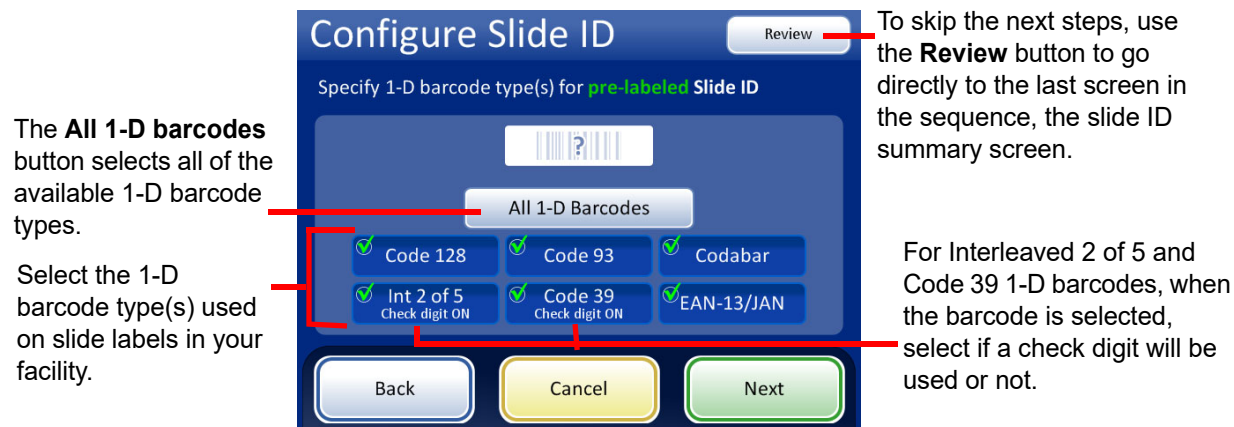 Configure Slide ID
Review
Specify 1-D barcode type(s) for pre-labeled Slide ID
?
All 1-D Barcodes
Code 128
Code 93
Codabar
Int 2 of 5
Check digit ON
Code 39
Check digit ON
EAN-13/JAN
Back
Cancel
Next
The All 1-D barcodes
button selects all of the
available 1-D barcode
types.
Select the 1-D
barcode type(s) used
on slide labels in your
facility.
To skip the next steps, use
the Review button to go
directly to the last screen in
the sequence, the slide ID
summary screen.
For Interleaved 2 of 5 and
Code 39 1-D barcodes, when
the barcode is selected,
select if a check digit will be
used or not.